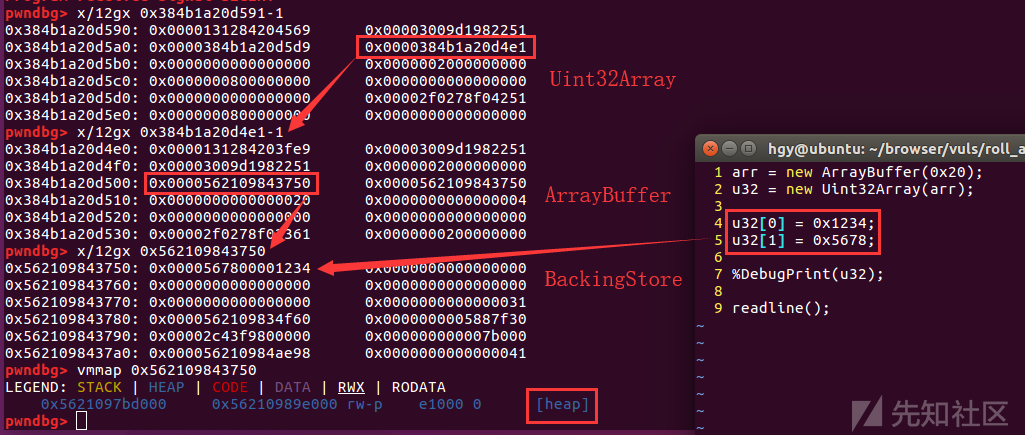 pwndbg> x/12gx 0x384b1a20d591-1
0x384b1a20d590: 0x0000131284204569 0x00003009d1982251
0x384b1a20d5a0: 0x0000384b1a20d5d9 0x0000384b1a20d4e1
0x384b1a20d5b0: 0x0000000000000000 0x0000002000000000
0x384b1a20d5c0: 0x0000000800000000 0x0000000000000000
0x384b1a20d5d0: 0x0000000000000000 0x00002f0278f04251
0x384b1a20d5e0: 0x0000000800000000 0x0000000000000000
pwndbg> x/12gx 0x384b1a20d4e1-1
0x384b1a20d4e0: 0x0000131284203fe9 0x00003009d1982251
0x384b1a20d4f0: 0x00003009d1982251 0x0000002000000000
0x384b1a20d500: 0x0000562109843750 0x0000562109843750
0x384b1a20d510: 0x0000000000000020 0x0000000000000004
0x384b1a20d520: 0x0000000000000000 0x0000000000000000
0x384b1a20d530: 0x0000000200000000
pwndbg> x/12gx 0x562109843750
0x562109843750: 0x0000567800001234 0x0000000000000000
0x562109843760: 0x0000000000000000 0x0000000000000000
0x562109843770: 0x0000000000000000 0x0000000000000031
0x562109843780: 0x0000562109834f60 0x0000000005887f30
0x562109843790: 0x00002c43f9800000 0x000000000007b000
0x5621098437a0: 0x000056210984ae98 0x0000000000000041
pwndbg> vmmap 0x562109843750
LEGEND: STACK | HEAP | CODE | DATA | RWX | RODATA
0x5621097bd000 0x56210989e000 rw-p e1000 0 [heap]
pwndbg>
Uint32Array
ArrayBuffer
BackingStore
hgy@ubuntu: ~/browser/vuls/roll_a
1 arr = new ArrayBuffer(0x20);
2 u32 = new Uint32Array(arr);
3
4 u32[0] = 0x1234;
5 u32[1] = 0x5678;
6
7 %DebugPrint(u32);
8
9 readline();
~
~
~
~
~
~
先知社区